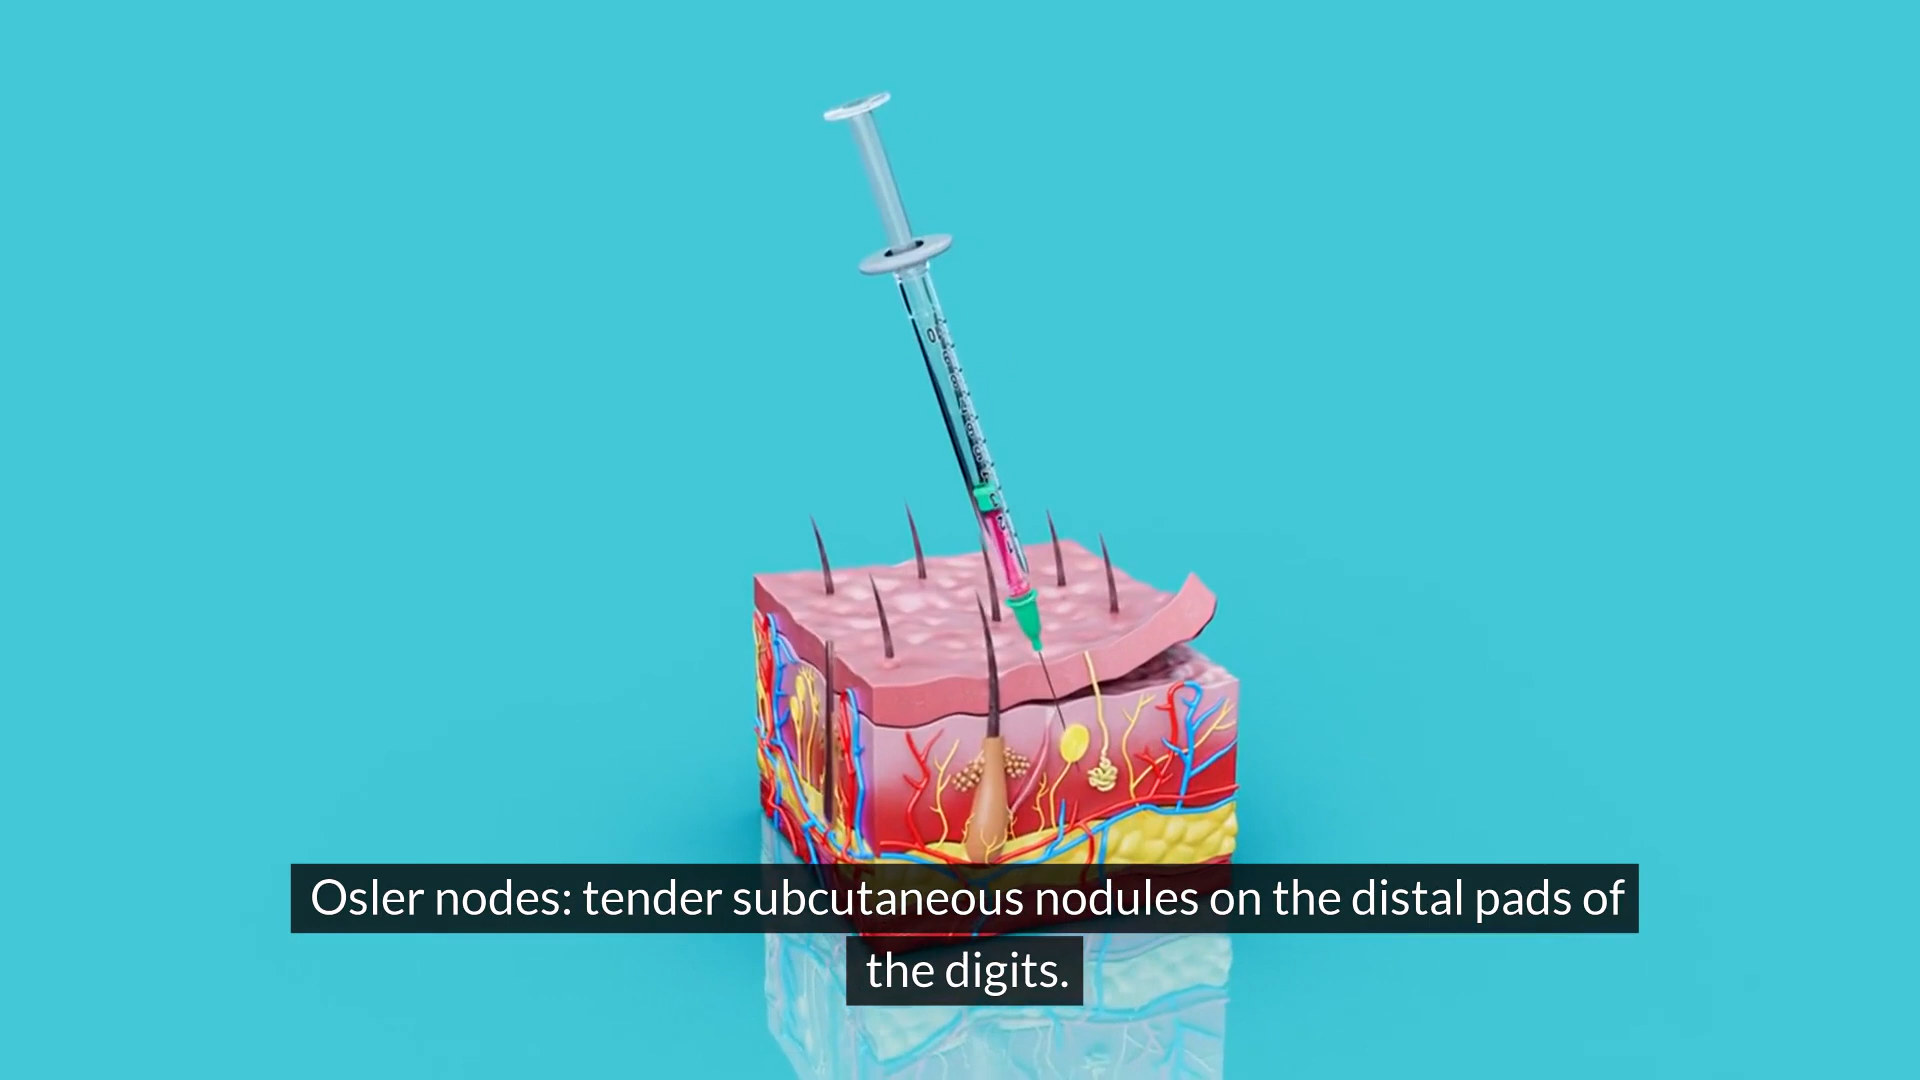 Osler nodes: tender subcutaneous nodules on the distal pads of
the digits.